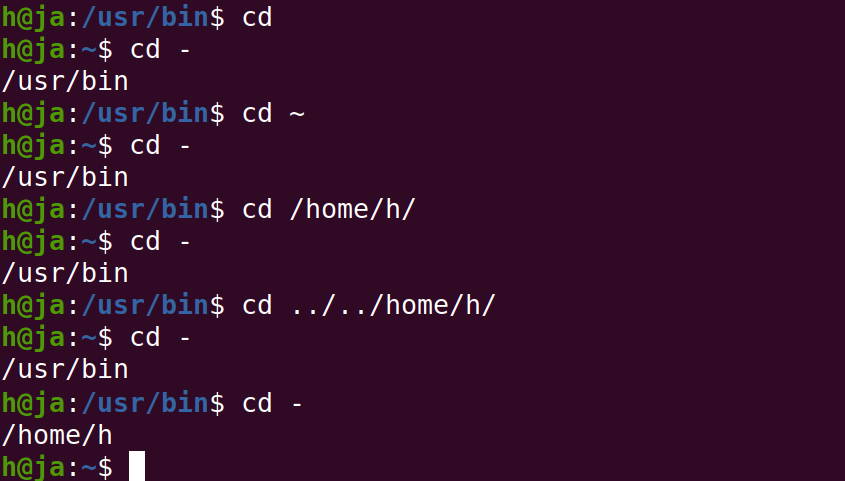 h@ja:/usr/bin$ cd
h@ja:~$ cd -
/usr/bin
h@ja:/usr/bin$ cd ~
h@ja:~$ cd -
/usr/bin
h@ja:/usr/bin$ cd /home/h/
h@ja:~$ cd -
/usr/bin
h@ja:/usr/bin$ cd ../../home/h/
h@ja:~$ cd -
/usr/bin
h@ja:/usr/bin$ cd -
/home/h
h@ja:~$